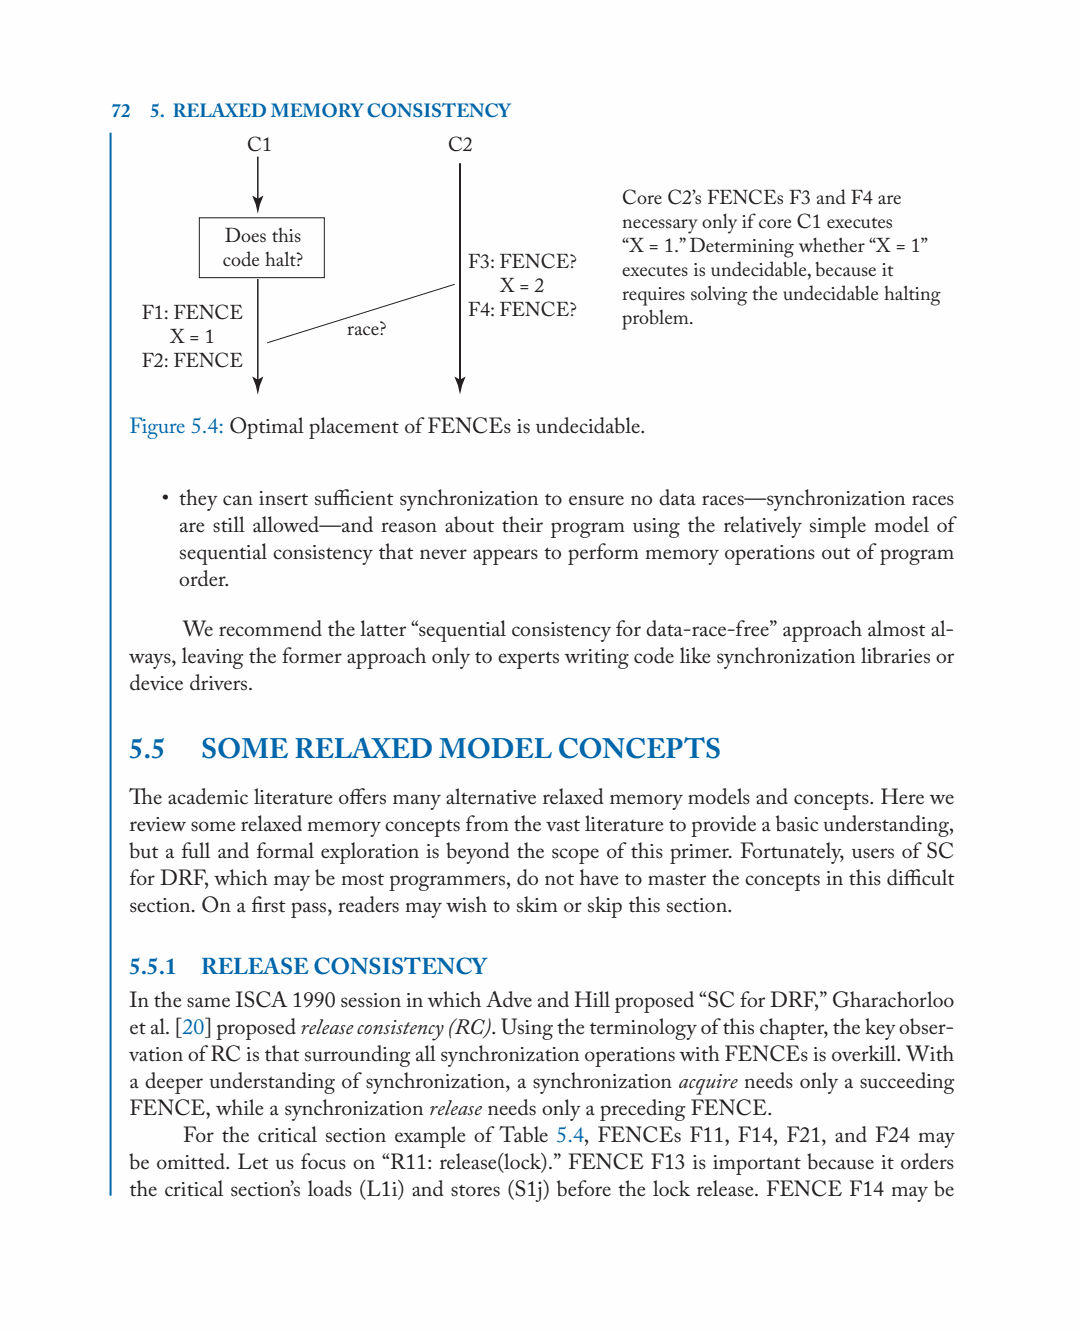 72 5. RELAXED MEMORY CONSISTENCY
C1
C2
Does this
code halt?
F1: FENCE
X = 1
F2: FENCE
race?
F3: FENCE?
X = 2
F4: FENCE?
Core C2’s FENCEs F3 and F4 are
necessary only if core C1 executes
“X = 1.” Determining whether “X = 1”
executes is undecidable, because it
requires solving the undecidable halting
problem.
Figure 5.4: Optimal placement of FENCEs is undecidable.
• they can insert sufficient synchronization to ensure no data races—synchronization races
are still allowed—and reason about their program using the relatively simple model of
sequential consistency that never appears to perform memory operations out of program
order.
We recommend the latter “sequential consistency for data-race-free” approach almost al-
ways, leaving the former approach only to experts writing code like synchronization libraries or
device drivers.
5.5 SOME RELAXED MODEL CONCEPTS
The academic literature offers many alternative relaxed memory models and concepts. Here we
review some relaxed memory concepts from the vast literature to provide a basic understanding,
but a full and formal exploration is beyond the scope of this primer. Fortunately, users of SC
for DRF, which may be most programmers, do not have to master the concepts in this difficult
section. On a first pass, readers may wish to skim or skip this section.
5.5.1 RELEASE CONSISTENCY
In the same ISCA 1990 session in which Adve and Hill proposed “SC for DRF,” Gharachorloo
et al. [20] proposed release consistency (RC). Using the terminology of this chapter, the key obser-
vation of RC is that surrounding all synchronization operations with FENCEs is overkill. With
a deeper understanding of synchronization, a synchronization acquire needs only a succeeding
FENCE, while a synchronization release needs only a preceding FENCE.
For the critical section example of Table 5.4, FENCEs F11, F14, F21, and F24 may
be omitted. Let us focus on “R11: release(lock).” FENCE F13 is important because it orders
the critical section’s loads (L1i) and stores (S1j) before the lock release. FENCE F14 may be